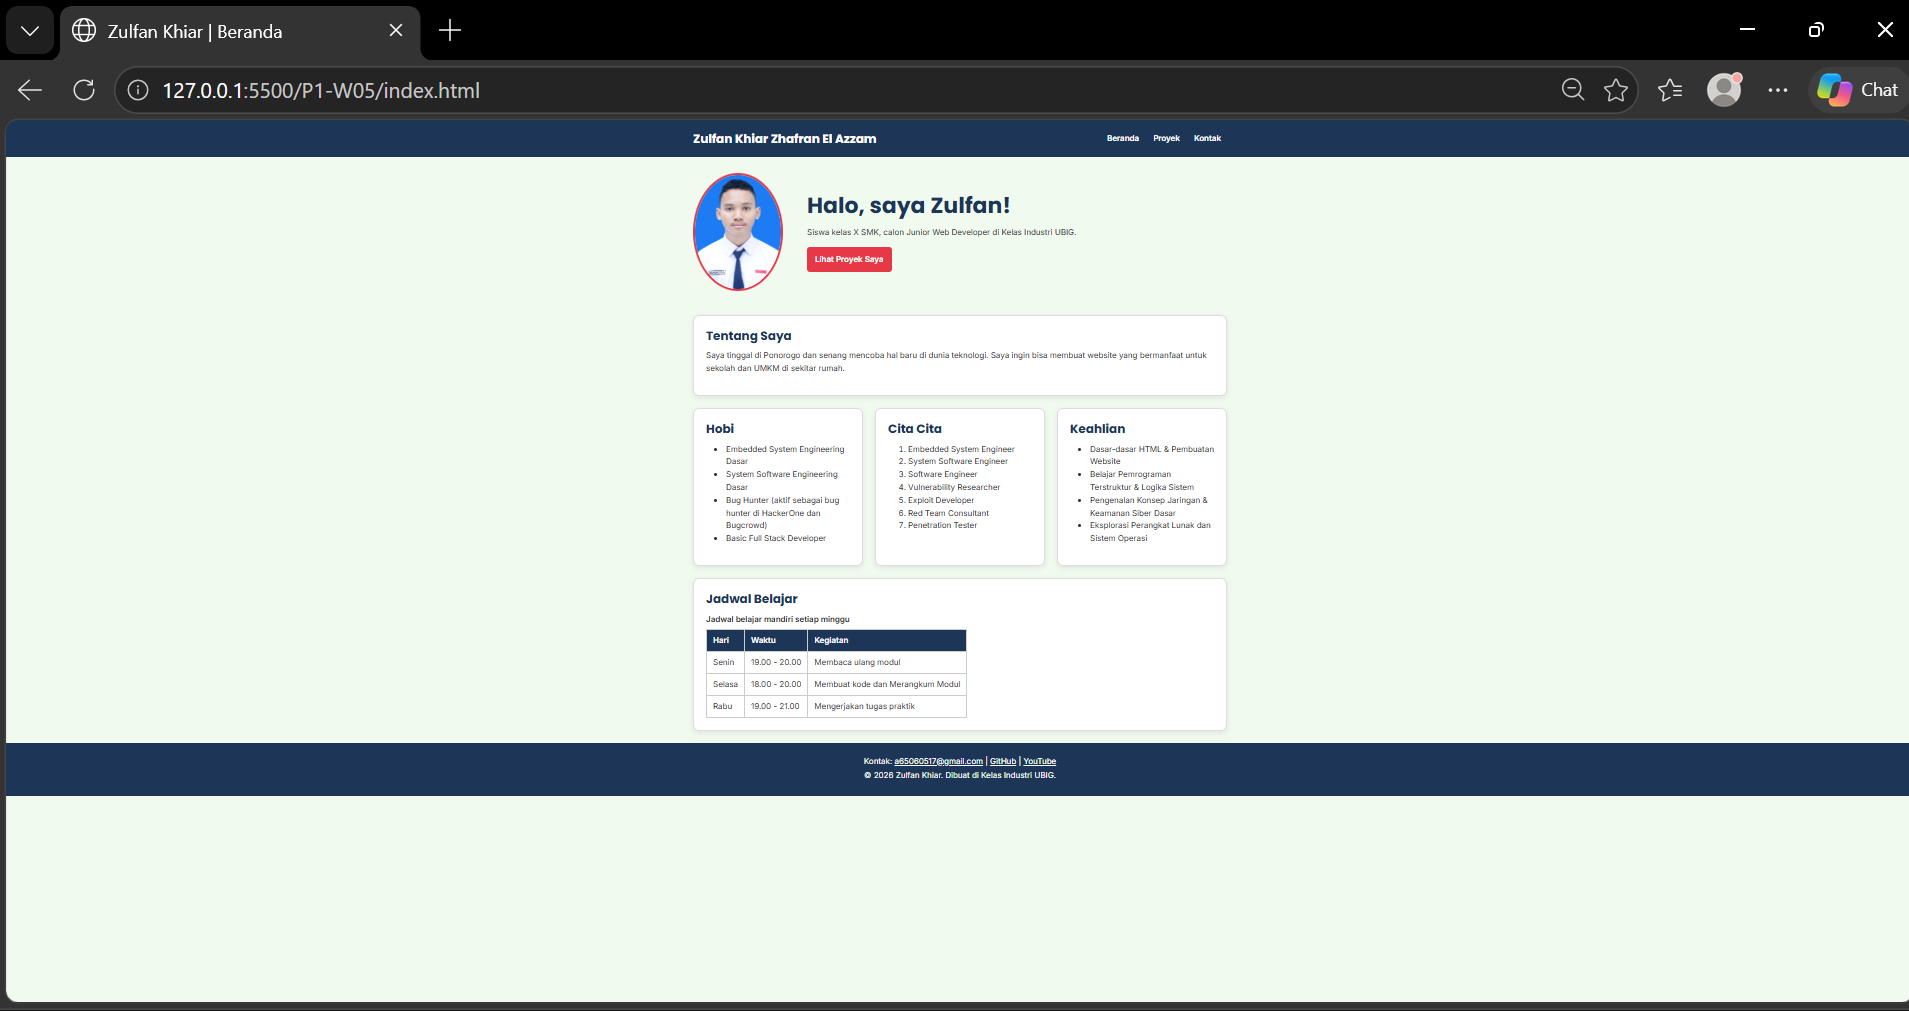 Zulfan Khiar | Beranda
127.0.0.1:5500/P1-W05/index.html
Chat
Zulfan Khiar Zhafran El Azzam
Beranda Proyek Kontak
Halo, saya Zulfan!
Siswa kelas X SMK, calon Junior Web Developer di Kelas Industri UBIG.
Lihat Proyek Saya
Tentang Saya
Saya tinggal di Ponorogo dan senang mencoba hal baru di dunia teknologi. Saya ingin bisa membuat website yang bermanfaat untuk
sekolah dan UMKM di sekitar rumah.
Hobi
Embedded System Engineering
Dasar
System Software Engineering
Dasar
Bug Hunter (aktif sebagai bug
hunter di HackerOne dan
Bugcrowd)
Basic Full Stack Developer
Cita Cita
1. Embedded System Engineer
2. System Software Engineer
3. Software Engineer
4. Vulnerability Researcher
5. Exploit Developer
6. Red Team Consultant
7. Penetration Tester
Keahlian
Dasar-dasar HTML & Pembuatan
Website
Belajar Pemrograman
Terstruktur & Logika Sistem
Pengenalan Konsep Jaringan &
Keamanan Siber Dasar
Eksplorasi Perangkat Lunak dan
Sistem Operasi
Jadwal Belajar
Jadwal belajar mandiri setiap minggu
Hari Waktu Kegiatan
Senin 19.00 - 20.00 Membaca ulang modul
Selasa 18.00 - 20.00 Membuat kode dan Merangkum Modul
Rabu 19.00 - 21.00 Mengerjakan tugas praktik
Kontak: a65060517@gmail.com | GitHub | YouTube
© 2026 Zulfan Khiar. Dibuat di Kelas Industri UBIG.